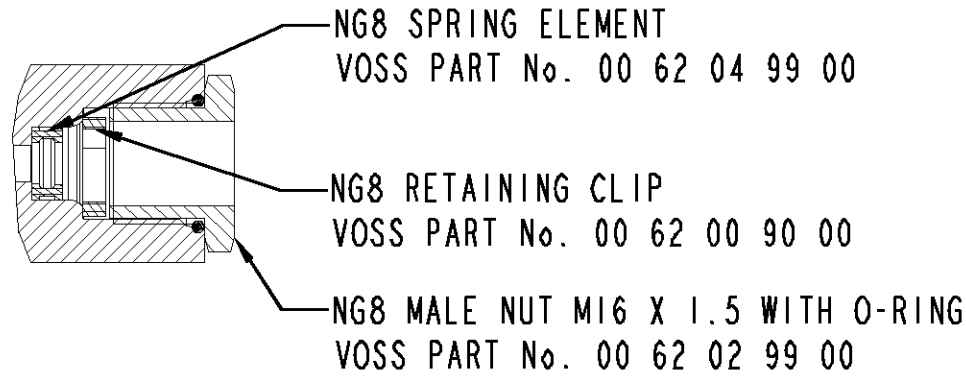 NG8 SPRING ELEMENT
VOSS PART No. 00 62 04 99 00
NG8 RETAINING CLIP
VOSS PART No. 00 62 00 90 00
NG8 MALE NUT M16 X 1.5 WITH O-RING
VOSS PART No. 00 62 02 99 00